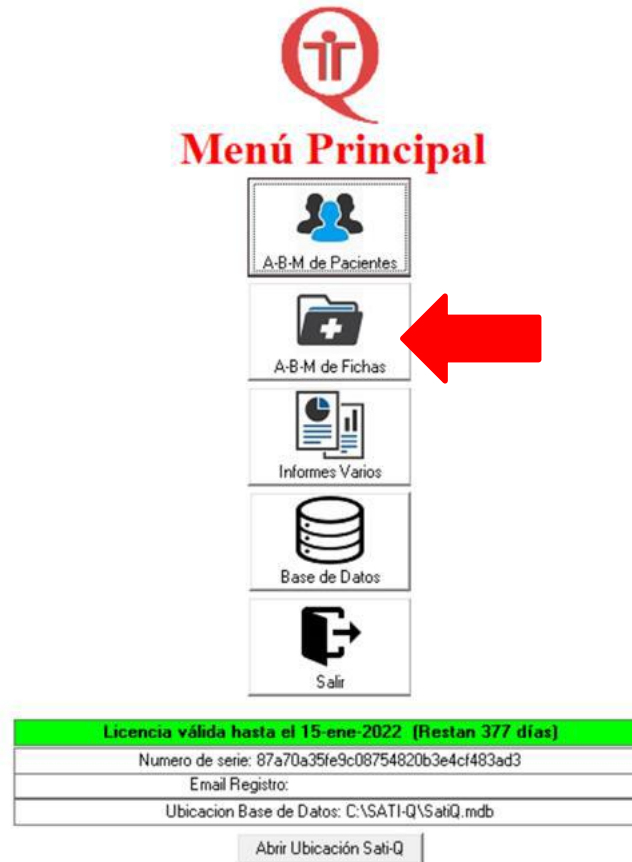 Menú Principal
A-B-M de Pacientes
A-B-M de Fichas
Informes Varios
Base de Datos
Salir
Licencia válida hasta el 15-ene-2022 (Restan 377 días)
Numero de serie: 87a70a35fe9c08754820b3e4cf483ad3
Email Registro:
Ubicacion Base de Datos: C:\SATI-Q\SatiQ.mdb
Abrir Ubicación Sati-Q